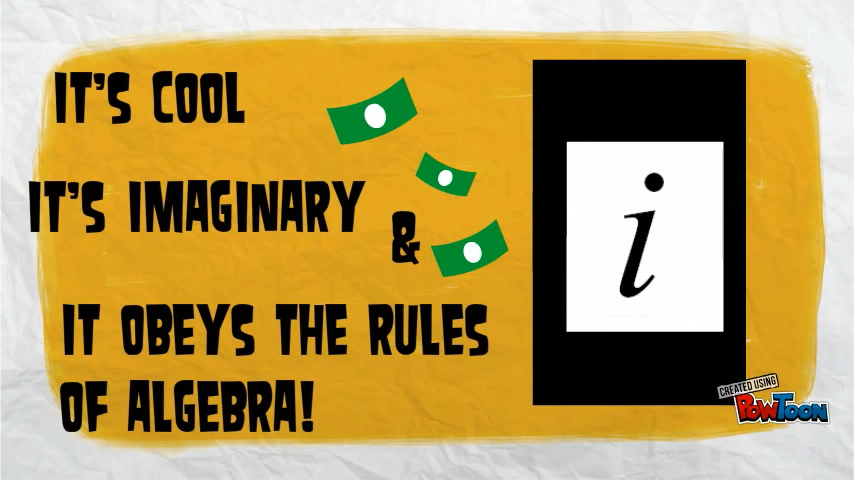 IT'S COOL
IT'S IMAGINARY
&
IT OBEYS THE RULES
OF ALGEBRA!
i
CREATED USING
POWTOON